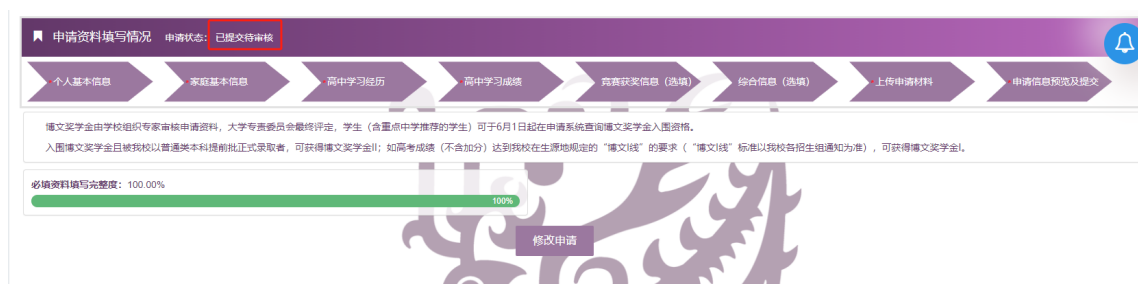 申请资料填写情况 申请状态：已提交待审核
*个人基本信息 *家庭基本信息 *高中学习经历 *高中学习成绩 竞赛获奖信息（选填） 综合信息（选填） *上传申请材料 *申请信息预览及提交
博文奖学金由学校组织专家审核申请资料，大学专责委员会最终评定，学生（含重点中学推荐的学生）可于6月1日起在申请系统查询博文奖学金入围资格。
入围博文奖学金且被我校以普通类本科提前批正式录取者，可获得博文奖学金II；如高考成绩（不含加分）达到我校在生源地规定的“博文I线”的要求（“博文I线”标准以我校各招生组通知为准），可获得博文奖学金I。
必填资料填写完整度：100.00%
100%
修改申请